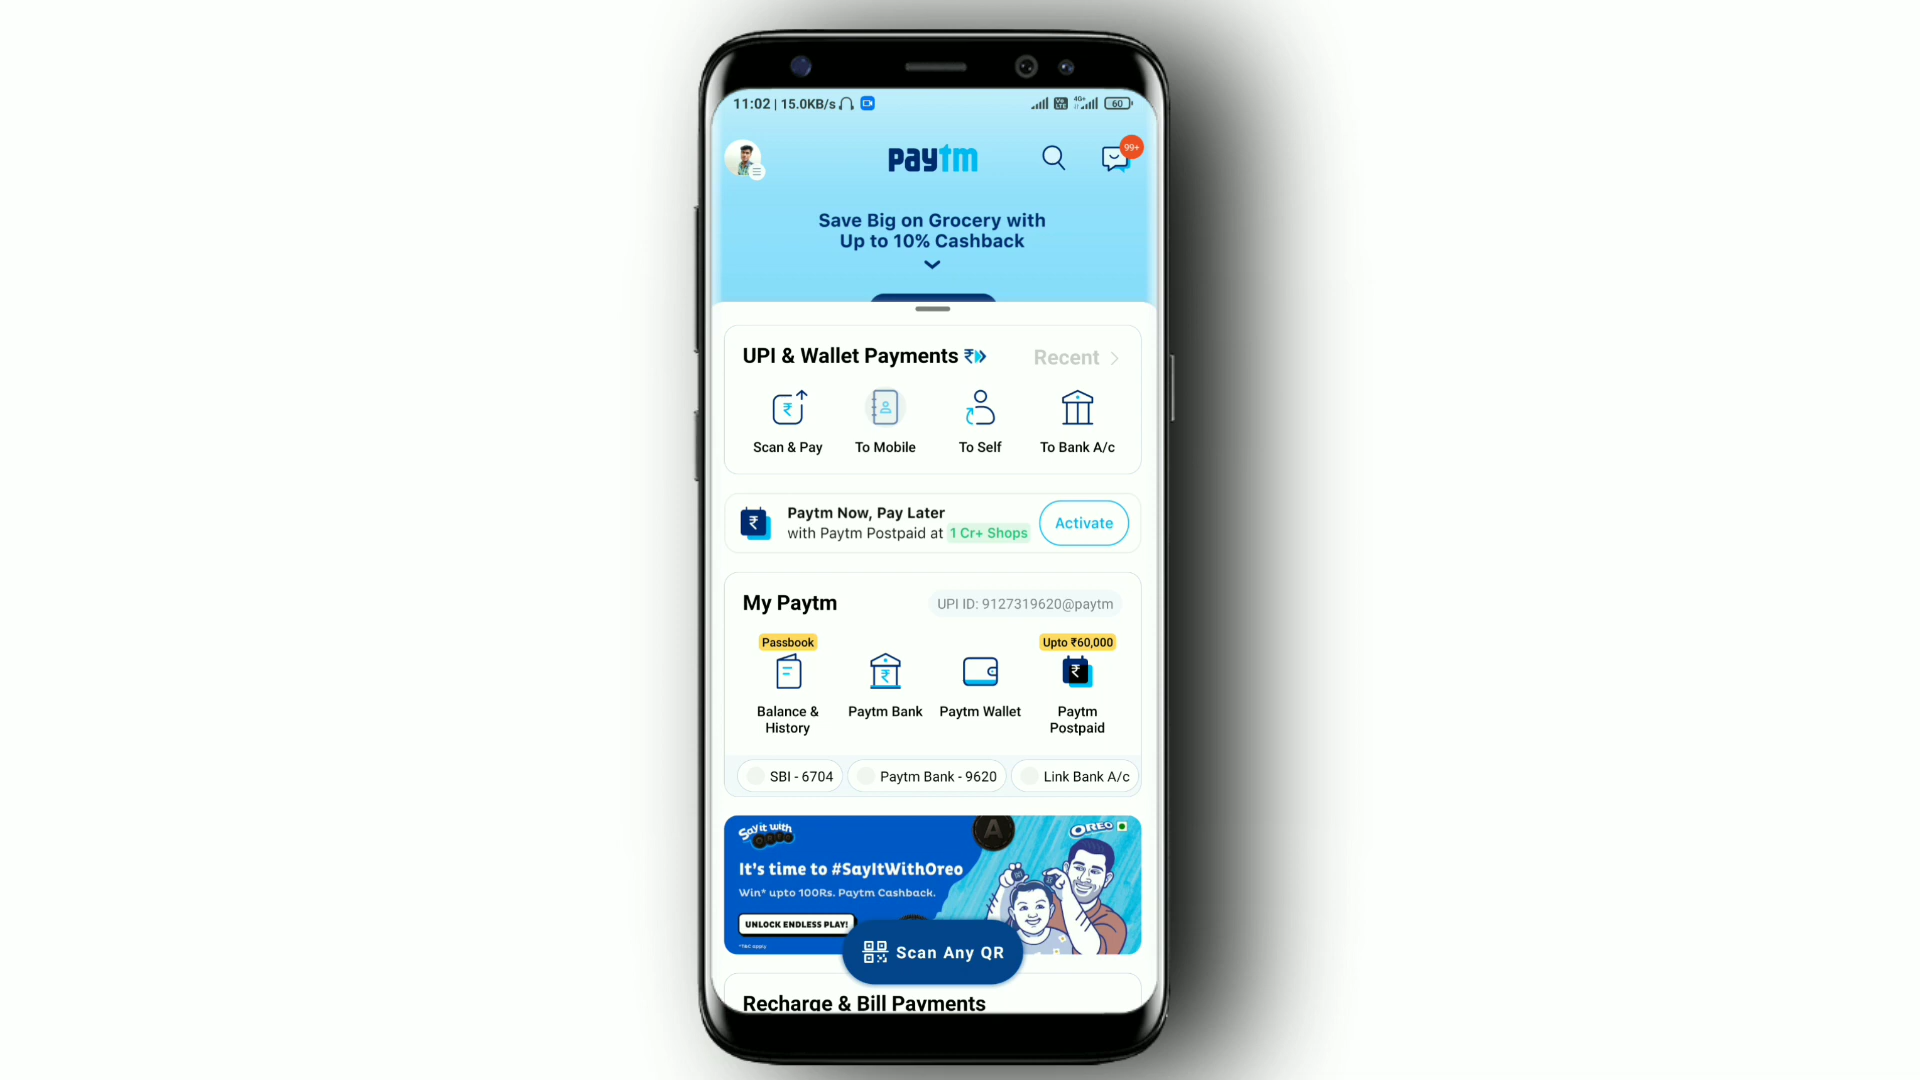 11:02 | 15.0KB/s
4G+
60
paytm
99+
Save Big on Grocery with
Up to 10% Cashback
UPI & Wallet Payments
Recent
Scan & Pay
To Mobile
To Self
To Bank A/c
Paytm Now, Pay Later
with Paytm Postpaid at 1 Cr+ Shops
Activate
My Paytm
UPI ID: 9127319620@paytm
Passbook
Upto ₹60,000
Balance &
History
Paytm Bank
Paytm Wallet
Paytm
Postpaid
SBI - 6704
Paytm Bank - 9620
Link Bank A/c
Say it with
OREO
A
OREO
It's time to #SayItWithOreo
Win* upto 100Rs. Paytm Cashback.
UNLOCK ENDLESS PLAY!
*T&C apply
Scan Any QR
Recharge & Bill Payments